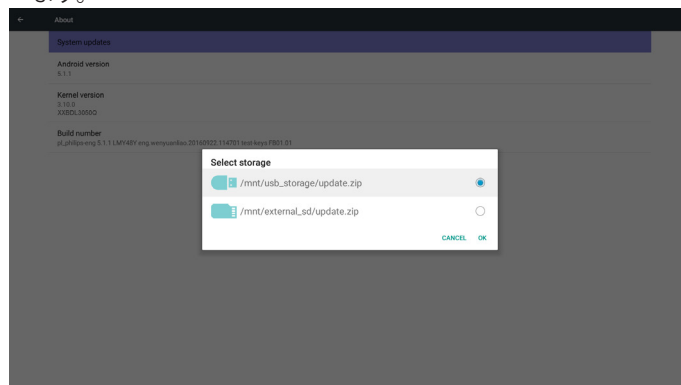 About
System updates
Android version
5.1.1
Kernel version
3.10.0
XXBDL3050Q
Build number
Select storage
/mnt/usb_storage/update.zip
/mnt/external_sd/update.zip
CANCEL OK